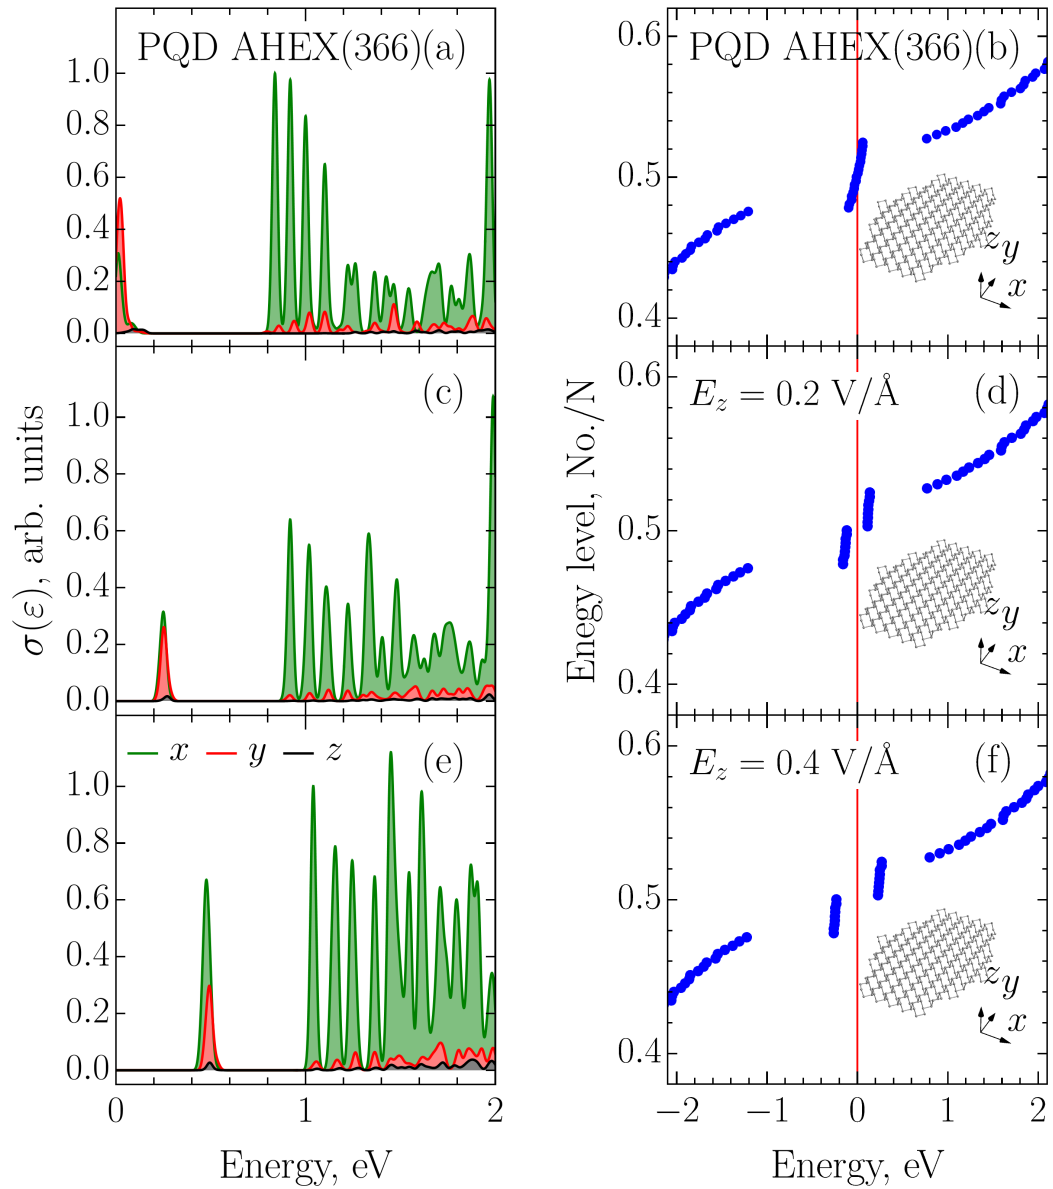 PQD AHEX(366)(a)
1.0
0.8
0.6
0.4
0.2
0.0
PQD AHEX(366)(b)
0.6
0.5
0.4
z y
x
(c)
1.0
0.8
0.6
0.4
0.2
0.0
σ(ε), arb. units
E_z = 0.2 V/Å
(d)
0.6
0.5
0.4
z y
x
Enegy level, No./N
x y z
(e)
1.0
0.8
0.6
0.4
0.2
0.0
0 1 2
Energy, eV
E_z = 0.4 V/Å
(f)
0.6
0.5
0.4
z y
x
−2 −1 0 1 2
Energy, eV